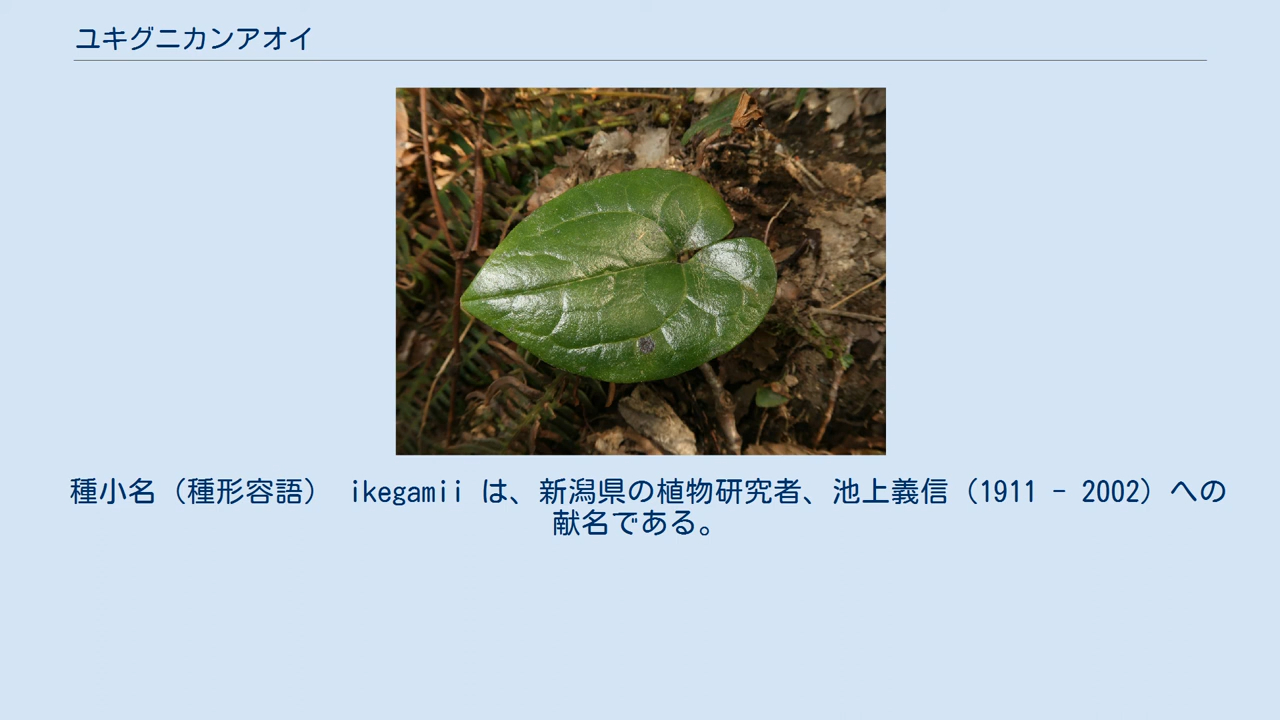 ユキグニカンアオイ
種小名（種形容語） ikegamii は、新潟県の植物研究者、池上義信（1911 - 2002）への
献名である。